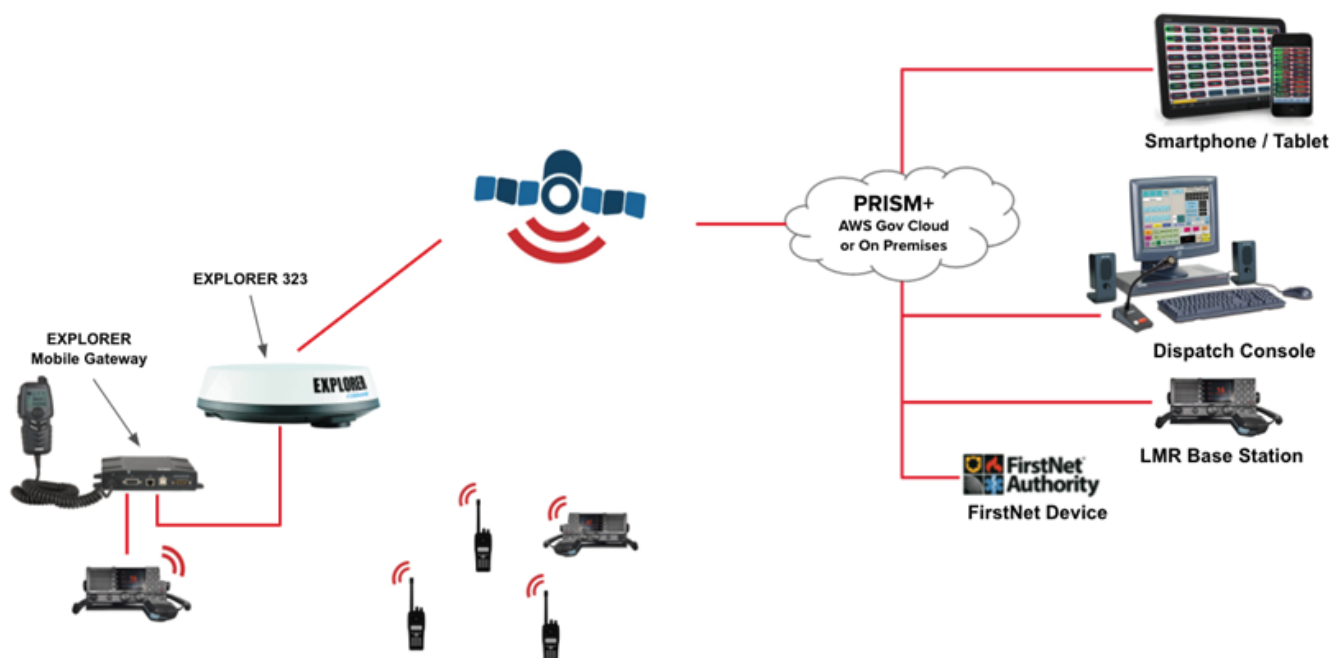 Smartphone / Tablet
PRISM+
AWS Gov Cloud
or On Premises
EXPLORER 323
EXPLORER
Mobile Gateway
EXPLORER
Dispatch Console
LMR Base Station
FirstNet
Authority
FirstNet Device